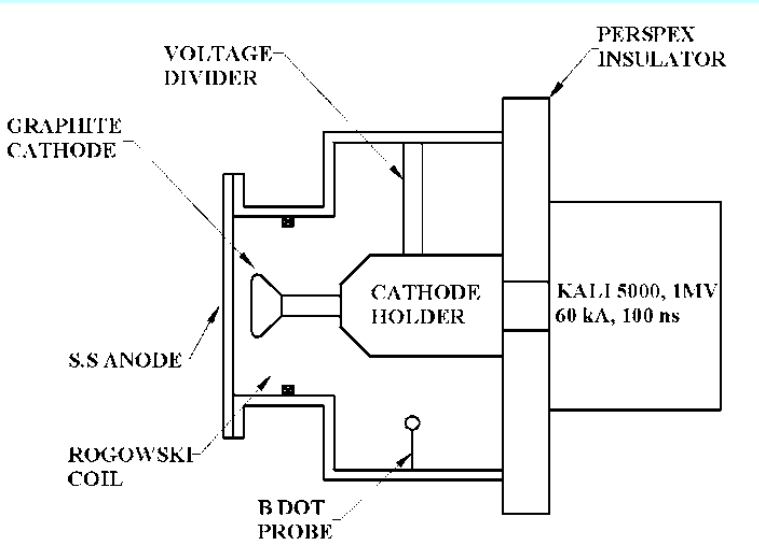 PERSPEX
INSULATOR
VOLTAGE
DIVIDER
GRAPHITE
CATHODE
CATHODE
HOLDER
KALI 5000, 1MV
60 kA, 100 ns
S.S ANODE
ROGOWSKI
COIL
B DOT
PROBE